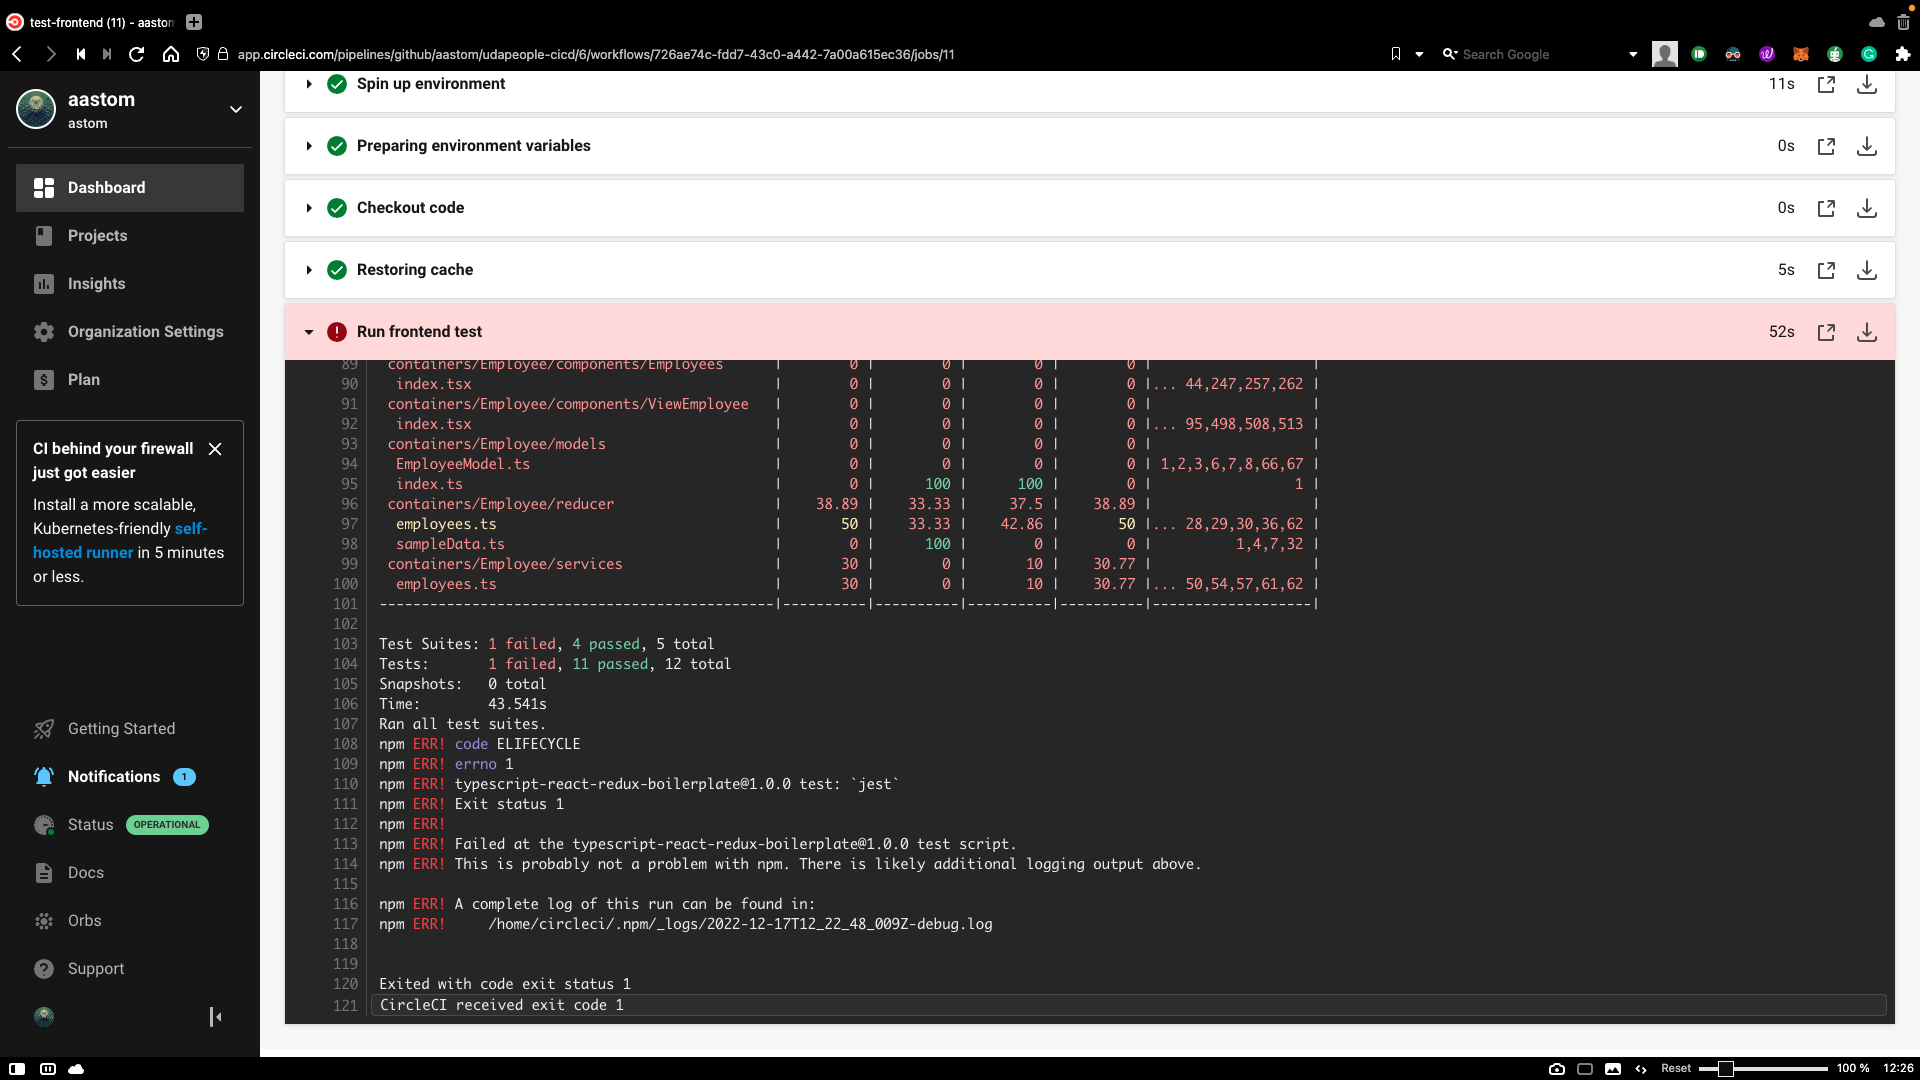 test-frontend (11) - aastom
app.circleci.com/pipelines/github/aastom/udapeople-cicd/6/workflows/726ae74c-fdd7-43c0-a442-7a00a615ec36/jobs/11
Search Google
aastom
astom
Dashboard
Projects
Insights
Organization Settings
Plan
CI behind your firewall
just got easier
Install a more scalable,
Kubernetes-friendly self-
hosted runner in 5 minutes
or less.
Getting Started
Notifications 1
Status OPERATIONAL
Docs
Orbs
Support
Spin up environment 11s
Preparing environment variables 0s
Checkout code 0s
Restoring cache 5s
Run frontend test 52s
89 containers/Employee/components/Employees | 0 | 0 | 0 | 0 | |
90 index.tsx | 0 | 0 | 0 | 0 |... 44,247,257,262 |
91 containers/Employee/components/ViewEmployee | 0 | 0 | 0 | 0 | |
92 index.tsx | 0 | 0 | 0 | 0 |... 95,498,508,513 |
93 containers/Employee/models | 0 | 0 | 0 | 0 | |
94 EmployeeModel.ts | 0 | 0 | 0 | 0 | 1,2,3,6,7,8,66,67 |
95 index.ts | 0 | 100 | 100 | 0 | 1 |
96 containers/Employee/reducer | 38.89 | 33.33 | 37.5 | 38.89 | |
97 employees.ts | 50 | 33.33 | 42.86 | 50 |... 28,29,30,36,62 |
98 sampleData.ts | 0 | 100 | 0 | 0 | 1,4,7,32 |
99 containers/Employee/services | 30 | 0 | 10 | 30.77 | |
100 employees.ts | 30 | 0 | 10 | 30.77 |... 50,54,57,61,62 |
101 -----------------------------------------------|----------|----------|----------|----------|-------------------|
102
103 Test Suites: 1 failed, 4 passed, 5 total
104 Tests: 1 failed, 11 passed, 12 total
105 Snapshots: 0 total
106 Time: 43.541s
107 Ran all test suites.
108 npm ERR! code ELIFECYCLE
109 npm ERR! errno 1
110 npm ERR! typescript-react-redux-boilerplate@1.0.0 test: `jest`
111 npm ERR! Exit status 1
112 npm ERR!
113 npm ERR! Failed at the typescript-react-redux-boilerplate@1.0.0 test script.
114 npm ERR! This is probably not a problem with npm. There is likely additional logging output above.
115
116 npm ERR! A complete log of this run can be found in:
117 npm ERR! /home/circleci/.npm/_logs/2022-12-17T12_22_48_009Z-debug.log
118
119
120 Exited with code exit status 1
121 CircleCI received exit code 1
Reset 100 % 12:26